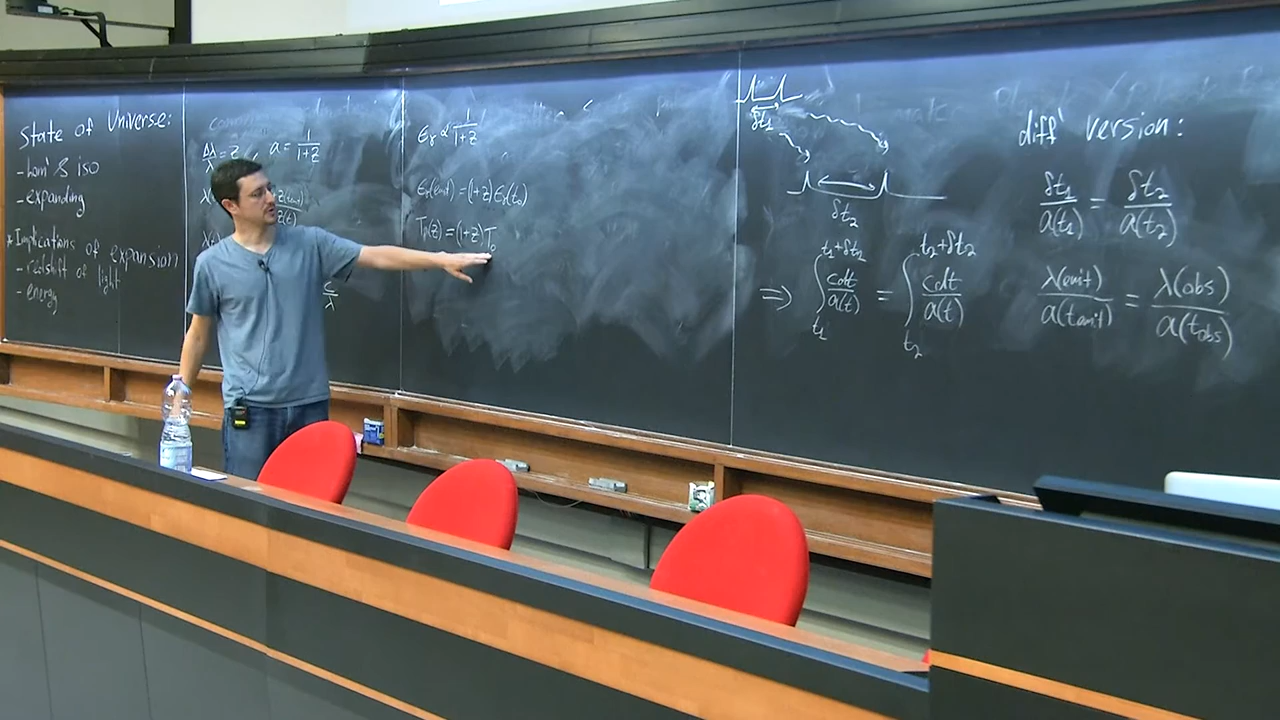 State of Universe:
- hom' & iso
- expanding
* Implications of expansion
- redshift of light
- energy
Δλ/λ = z
a = 1/(1+z)
c/λ
ϵ_γ ∝ 1/(1+z)
ϵ_γ(emit) = (1+z) ϵ_γ(t_0)
T_γ(z) = (1+z) T_0
δt_1
δt_2
⇒ ∫_{t_1}^{t_1+δt_1} cdt/a(t) = ∫_{t_2}^{t_2+δt_2} cdt/a(t)
diff' version:
δt_1/a(t_1) = δt_2/a(t_2)
λ(emit)/a(t_emit) = λ(obs)/a(t_obs)